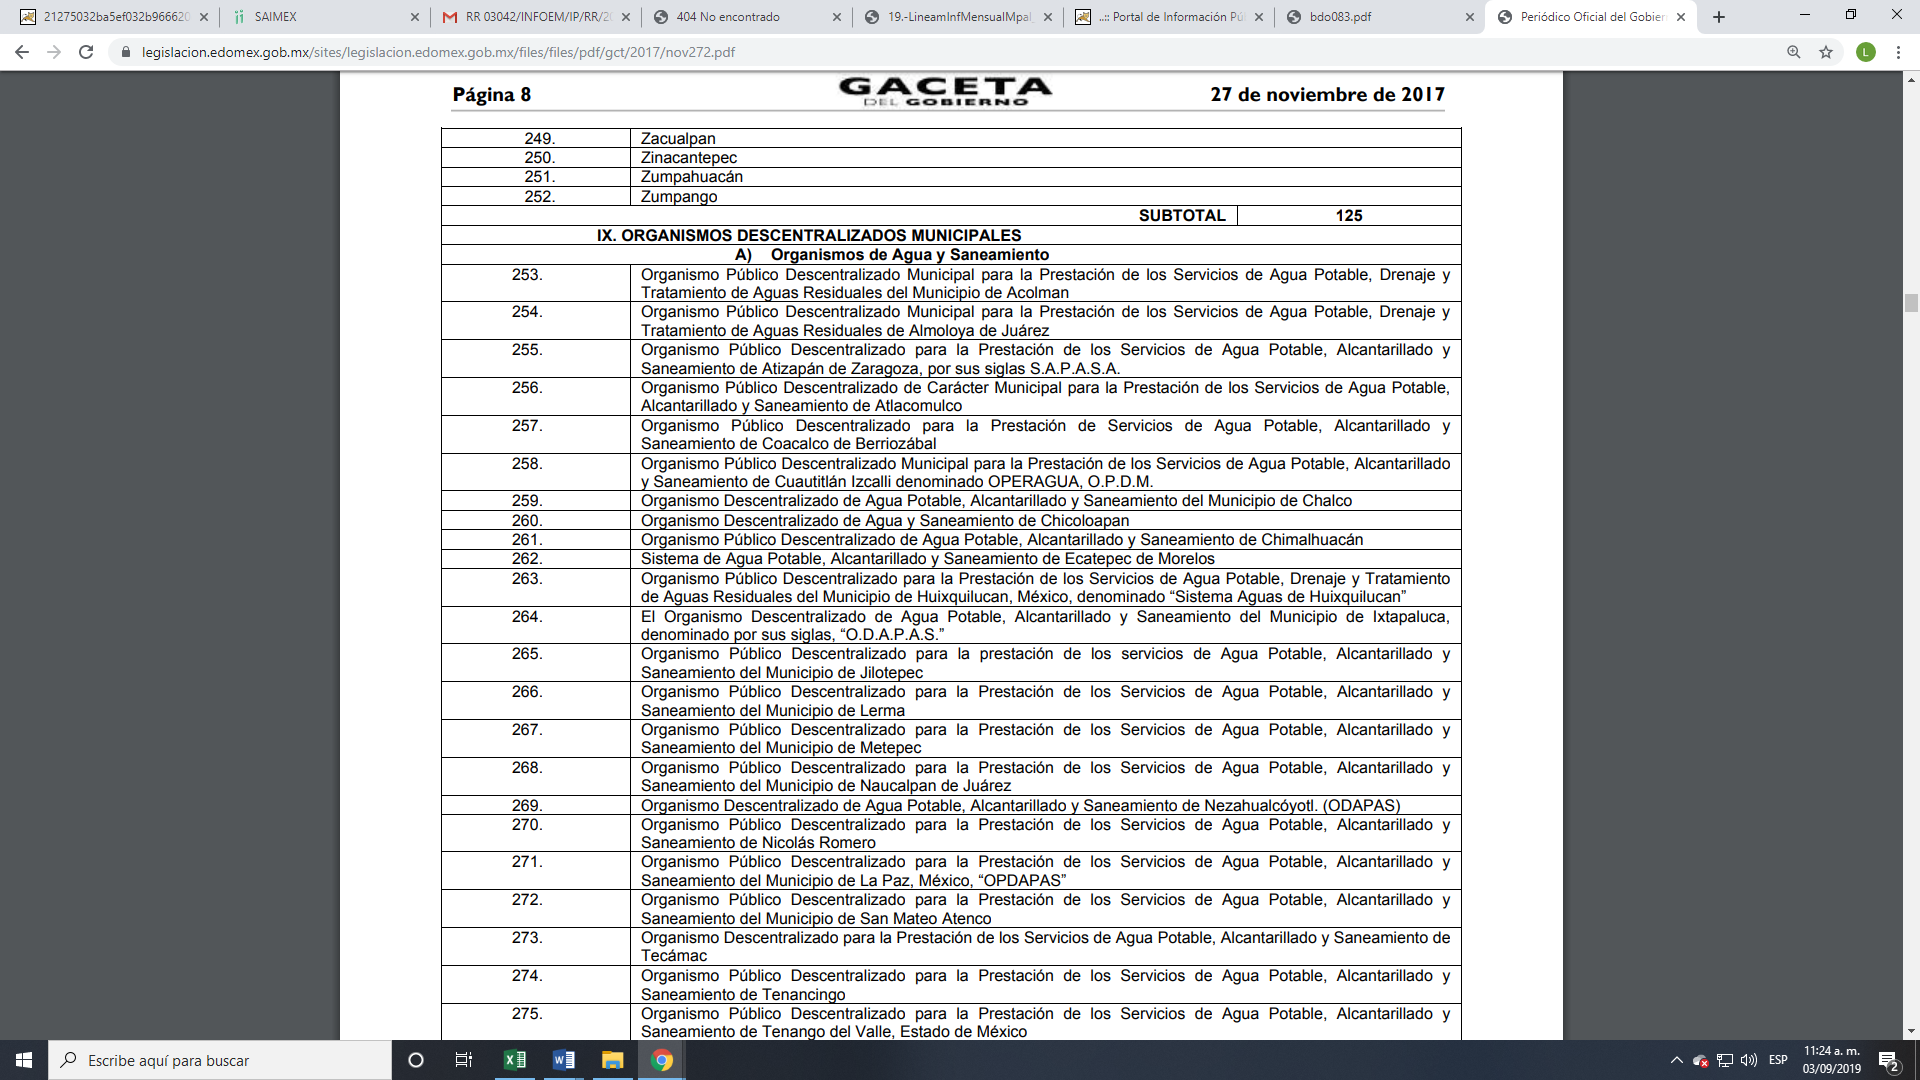 21275032ba5ef032b966620
SAIMEX
RR 03042/INFOEM/IP/RR/20
404 No encontrado
19.-LineamInfMensualMpal_
..:: Portal de Información Pú
bdo083.pdf
Periódico Oficial del Gobier
legislacion.edomex.gob.mx/sites/legislacion.edomex.gob.mx/files/files/pdf/gct/2017/nov272.pdf
L
Página 8
GACETA
DEL GOBIERNO
27 de noviembre de 2017
249. Zacualpan
250. Zinacantepec
251. Zumpahuacán
252. Zumpango
SUBTOTAL 125
IX. ORGANISMOS DESCENTRALIZADOS MUNICIPALES
A) Organismos de Agua y Saneamiento
253. Organismo Público Descentralizado Municipal para la Prestación de los Servicios de Agua Potable, Drenaje y
Tratamiento de Aguas Residuales del Municipio de Acolman
254. Organismo Público Descentralizado Municipal para la Prestación de los Servicios de Agua Potable, Drenaje y
Tratamiento de Aguas Residuales de Almoloya de Juárez
255. Organismo Público Descentralizado para la Prestación de los Servicios de Agua Potable, Alcantarillado y
Saneamiento de Atizapán de Zaragoza, por sus siglas S.A.P.A.S.A.
256. Organismo Público Descentralizado de Carácter Municipal para la Prestación de los Servicios de Agua Potable,
Alcantarillado y Saneamiento de Atlacomulco
257. Organismo Público Descentralizado para la Prestación de Servicios de Agua Potable, Alcantarillado y
Saneamiento de Coacalco de Berriozábal
258. Organismo Público Descentralizado Municipal para la Prestación de los Servicios de Agua Potable, Alcantarillado
y Saneamiento de Cuautitlán Izcalli denominado OPERAGUA, O.P.D.M.
259. Organismo Descentralizado de Agua Potable, Alcantarillado y Saneamiento del Municipio de Chalco
260. Organismo Descentralizado de Agua y Saneamiento de Chicoloapan
261. Organismo Público Descentralizado de Agua Potable, Alcantarillado y Saneamiento de Chimalhuacán
262. Sistema de Agua Potable, Alcantarillado y Saneamiento de Ecatepec de Morelos
263. Organismo Público Descentralizado para la Prestación de los Servicios de Agua Potable, Drenaje y Tratamiento
de Aguas Residuales del Municipio de Huixquilucan, México, denominado “Sistema Aguas de Huixquilucan”
264. El Organismo Descentralizado de Agua Potable, Alcantarillado y Saneamiento del Municipio de Ixtapaluca,
denominado por sus siglas, “O.D.A.P.A.S.”
265. Organismo Público Descentralizado para la prestación de los servicios de Agua Potable, Alcantarillado y
Saneamiento del Municipio de Jilotepec
266. Organismo Público Descentralizado para la Prestación de los Servicios de Agua Potable, Alcantarillado y
Saneamiento del Municipio de Lerma
267. Organismo Público Descentralizado para la Prestación de los Servicios de Agua Potable, Alcantarillado y
Saneamiento del Municipio de Metepec
268. Organismo Público Descentralizado para la Prestación de los Servicios de Agua Potable, Alcantarillado y
Saneamiento del Municipio de Naucalpan de Juárez
269. Organismo Descentralizado de Agua Potable, Alcantarillado y Saneamiento de Nezahualcóyotl. (ODAPAS)
270. Organismo Público Descentralizado para la Prestación de los Servicios de Agua Potable, Alcantarillado y
Saneamiento de Nicolás Romero
271. Organismo Público Descentralizado para la Prestación de los Servicios de Agua Potable, Alcantarillado y
Saneamiento del Municipio de La Paz, México, “OPDAPAS”
272. Organismo Público Descentralizado para la Prestación de los Servicios de Agua Potable, Alcantarillado y
Saneamiento del Municipio de San Mateo Atenco
273. Organismo Descentralizado para la Prestación de los Servicios de Agua Potable, Alcantarillado y Saneamiento de
Tecámac
274. Organismo Público Descentralizado para la Prestación de los Servicios de Agua Potable, Alcantarillado y
Saneamiento de Tenancingo
275. Organismo Público Descentralizado para la Prestación de los Servicios de Agua Potable, Alcantarillado y
Saneamiento de Tenango del Valle, Estado de México
Escribe aquí para buscar
ESP
11:24 a. m.
03/09/2019
2